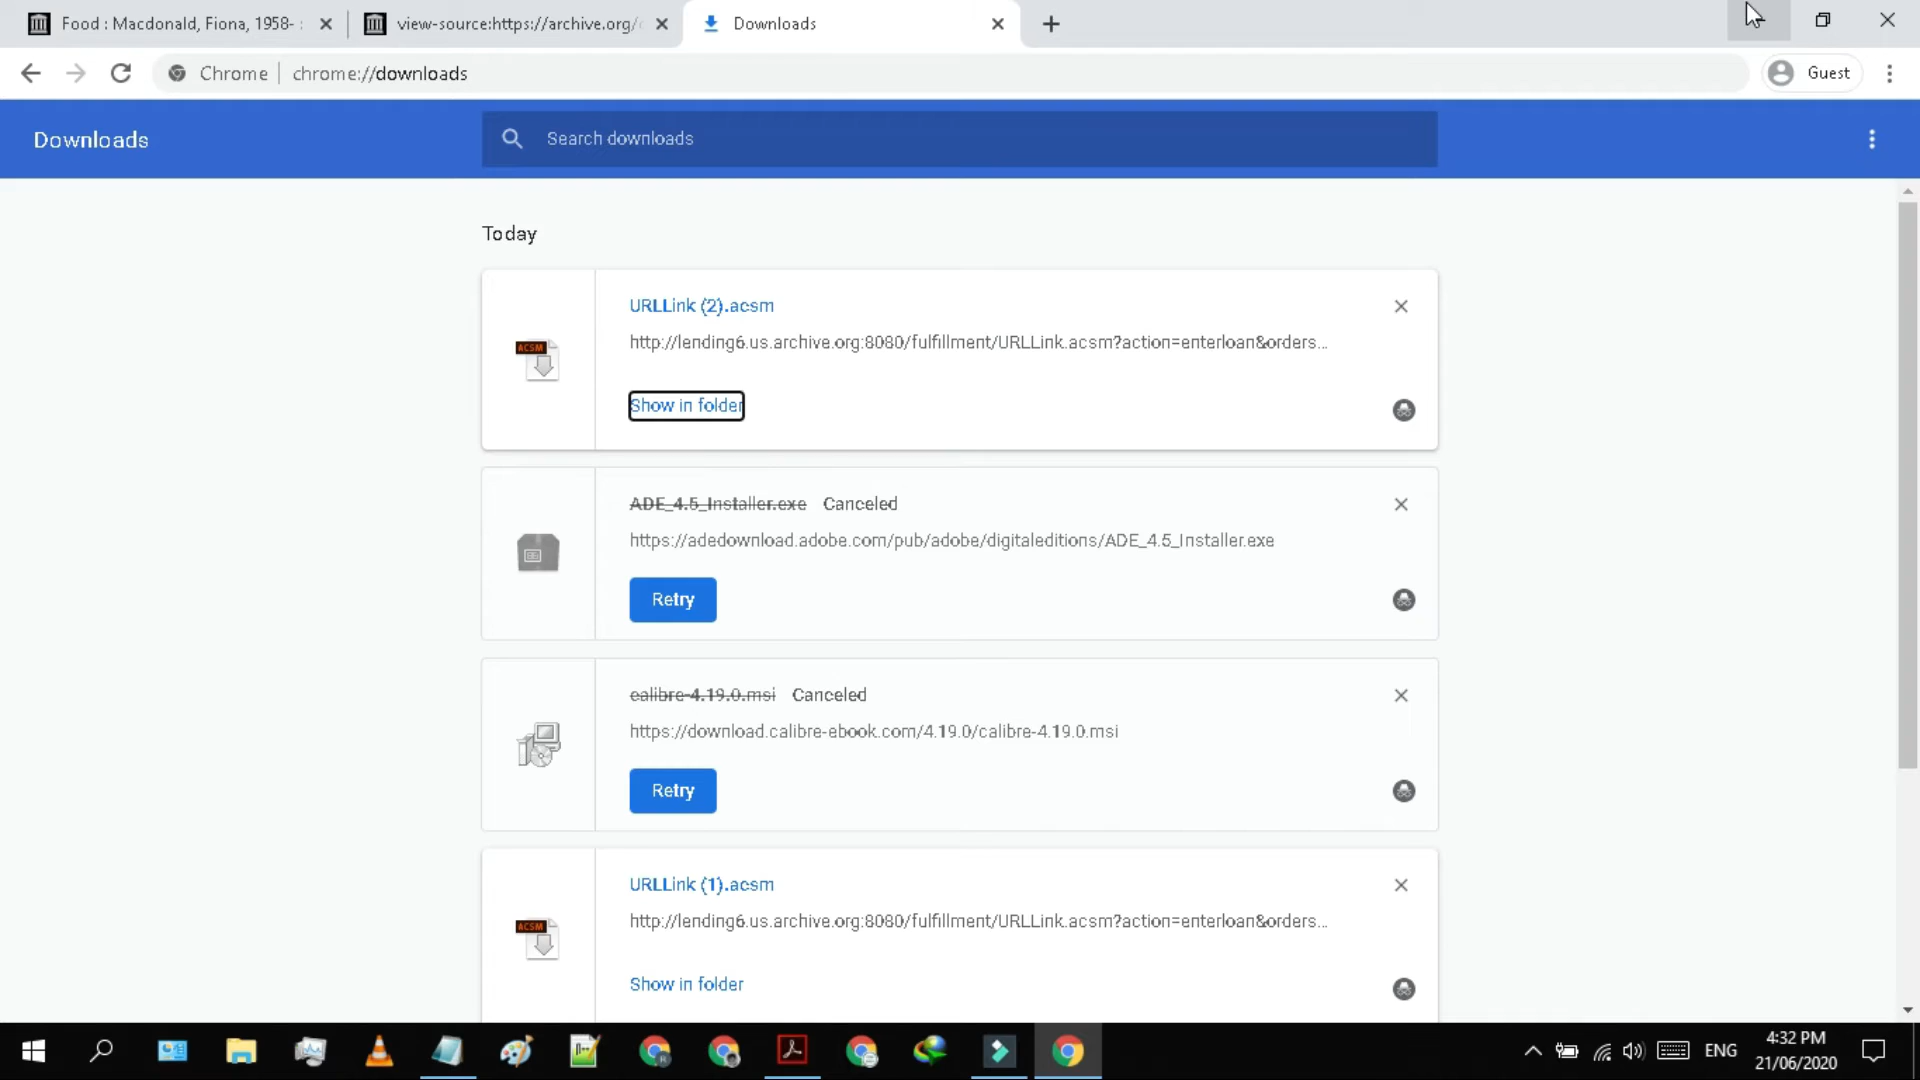 Food : Macdonald, Fiona, 1958- :
view-source:https://archive.org/
Downloads
Chrome
chrome://downloads
Guest
Downloads
Search downloads
Today
URLLink (2).acsm
http://lending6.us.archive.org:8080/fulfillment/URLLink.acsm?action=enterloan&orders...
ACSM
Show in folder
ADE_4.5_Installer.exe Canceled
https://adedownload.adobe.com/pub/adobe/digitaleditions/ADE_4.5_Installer.exe
Retry
calibre-4.19.0.msi Canceled
https://download.calibre-ebook.com/4.19.0/calibre-4.19.0.msi
Retry
URLLink (1).acsm
http://lending6.us.archive.org:8080/fulfillment/URLLink.acsm?action=enterloan&orders...
ACSM
Show in folder
ENG
4:32 PM
21/06/2020